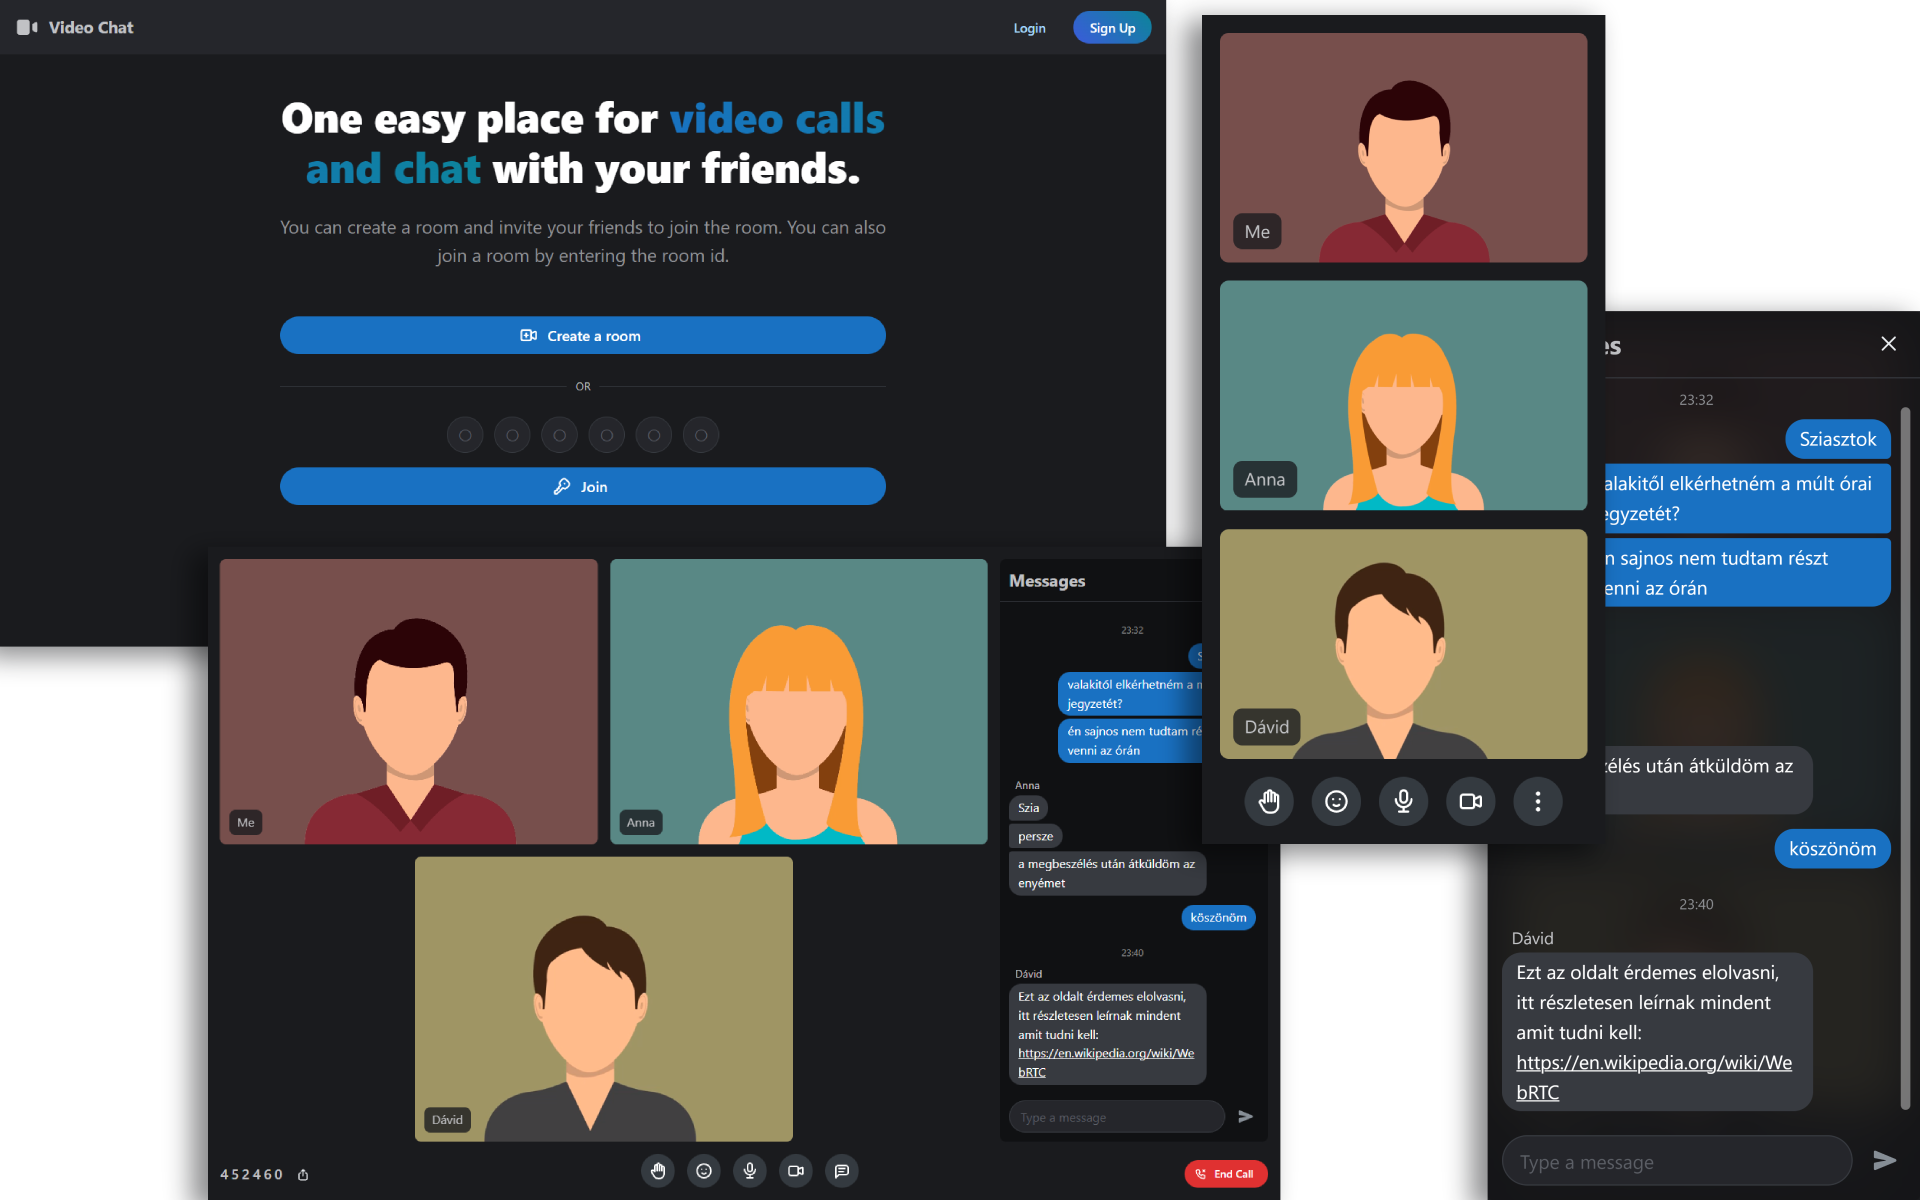 Video Chat
Login
Sign Up
One easy place for video calls
and chat with your friends.
You can create a room and invite your friends to join the room. You can also
join a room by entering the room id.
Create a room
OR
Join
Me
Anna
Dávid
452460
End Call
Messages
23:32
valakitől elkérhetném a
jegyzetét?
én sajnos nem tudtam
venni az órán
Anna
Szia
persze
a megbeszélés után átküldöm az
enyémet
köszönöm
23:40
Dávid
Ezt az oldalt érdemes elolvasni,
itt részletesen leírnak mindent
amit tudni kell:
https://en.wikipedia.org/wiki/We
bRTC
Type a message
Me
Anna
Dávid
23:32
Sziasztok
alakitől elkérhetném a múlt órai
egyzetét?
sajnos nem tudtam részt
enni az órán
után átküldöm az
köszönöm
23:40
Dávid
Ezt az oldalt érdemes elolvasni,
itt részletesen leírnak mindent
amit tudni kell:
https://en.wikipedia.org/wiki/We
bRTC
Type a message